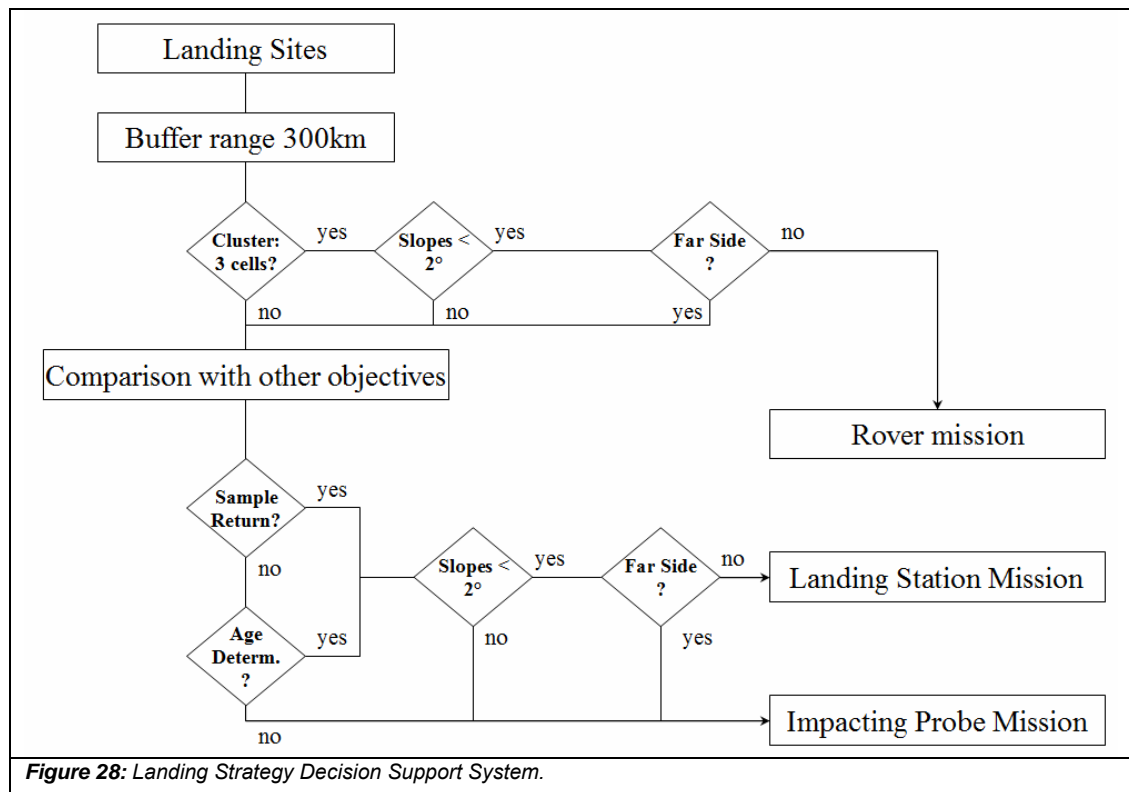 Landing Sites
Buffer range 300km
Cluster:
3 cells?
yes
no
Slopes <
2°
yes
no
Far Side
?
no
yes
Comparison with other objectives
Rover mission
Sample
Return?
yes
no
Age
Determ.
?
yes
no
Slopes <
2°
yes
no
Far Side
?
no
yes
Landing Station Mission
Impacting Probe Mission
Figure 28: Landing Strategy Decision Support System.